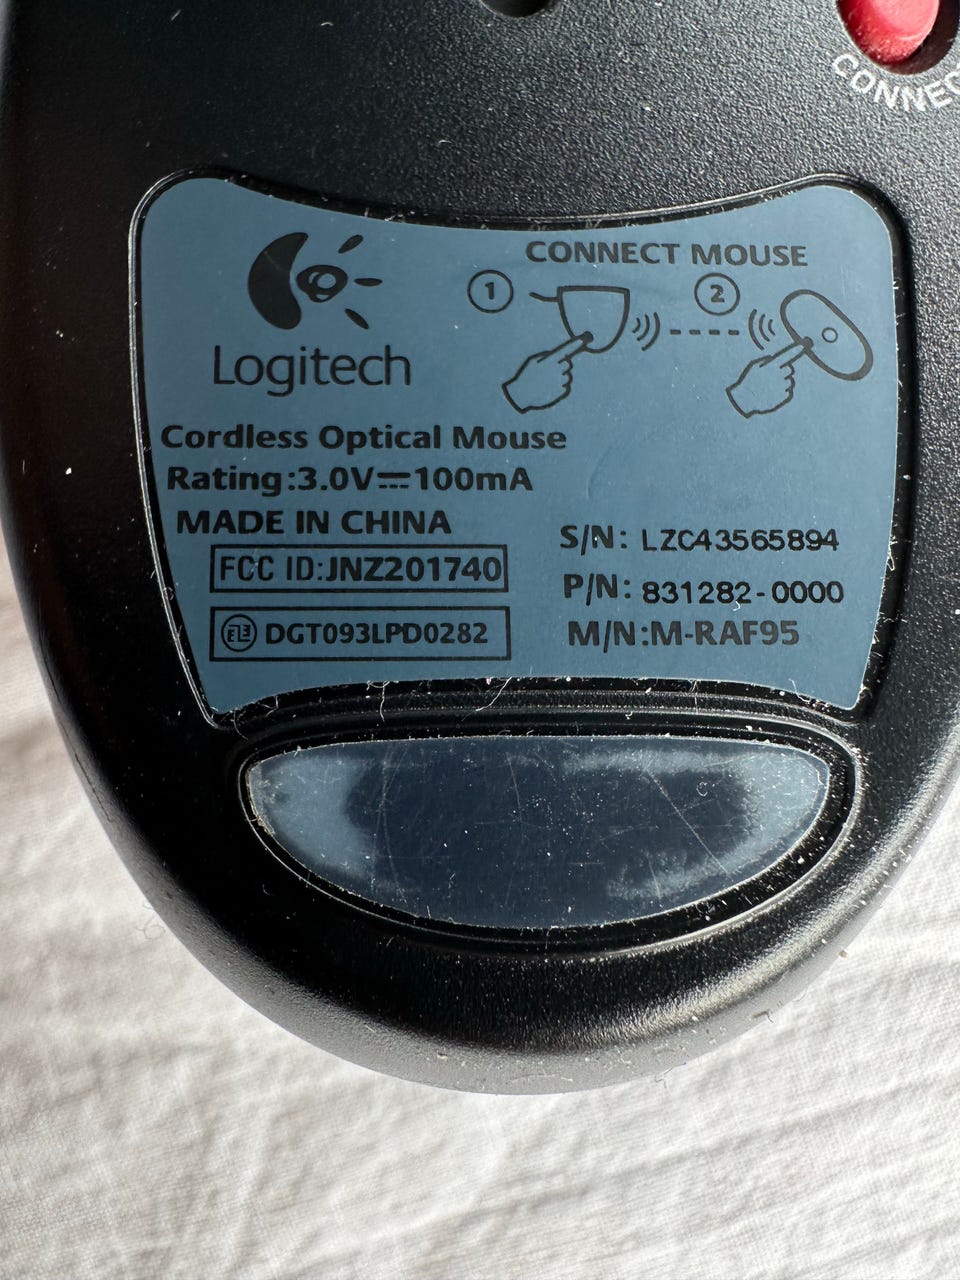 CONNEC
CONNECT MOUSE
1 2
Logitech
Cordless Optical Mouse
Rating:3.0V⎓100mA
MADE IN CHINA
FCC ID:JNZ201740
DGT093LPD0282
S/N: LZC43565894
P/N: 831282-0000
M/N:M-RAF95